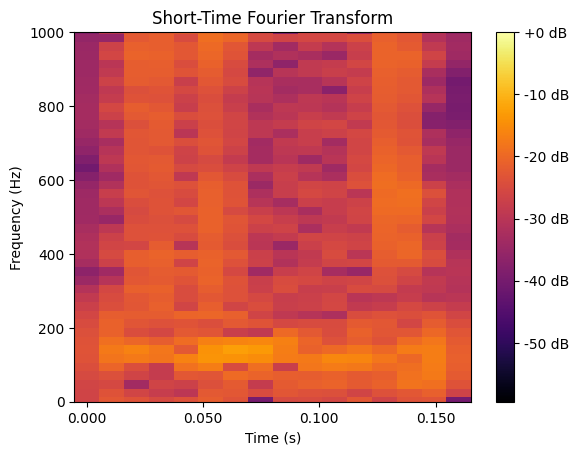 Short-Time Fourier Transform
1000
800
600
400
200
0
Frequency (Hz)
0.000
0.050
0.100
0.150
Time (s)
+0 dB
-10 dB
-20 dB
-30 dB
-40 dB
-50 dB